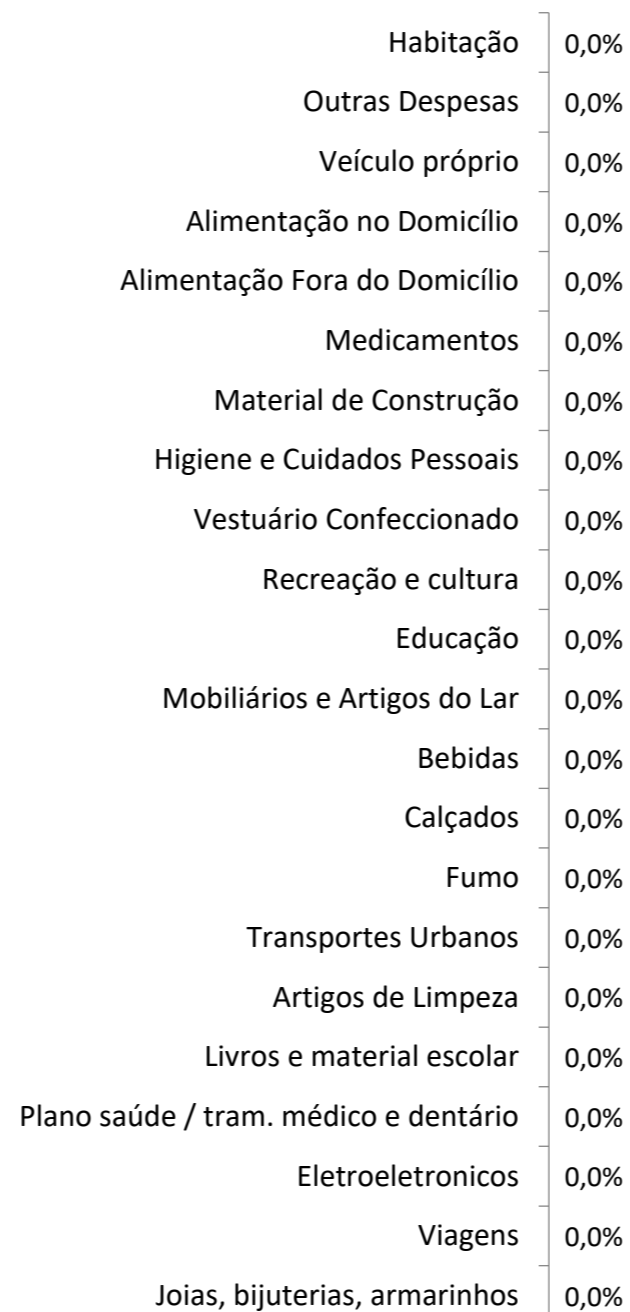 Habitação 0,0%
Outras Despesas 0,0%
Veículo próprio 0,0%
Alimentação no Domicílio 0,0%
Alimentação Fora do Domicílio 0,0%
Medicamentos 0,0%
Material de Construção 0,0%
Higiene e Cuidados Pessoais 0,0%
Vestuário Confeccionado 0,0%
Recreação e cultura 0,0%
Educação 0,0%
Mobiliários e Artigos do Lar 0,0%
Bebidas 0,0%
Calçados 0,0%
Fumo 0,0%
Transportes Urbanos 0,0%
Artigos de Limpeza 0,0%
Livros e material escolar 0,0%
Plano saúde / tram. médico e dentário 0,0%
Eletroeletronicos 0,0%
Viagens 0,0%
Joias, bijuterias, armarinhos 0,0%